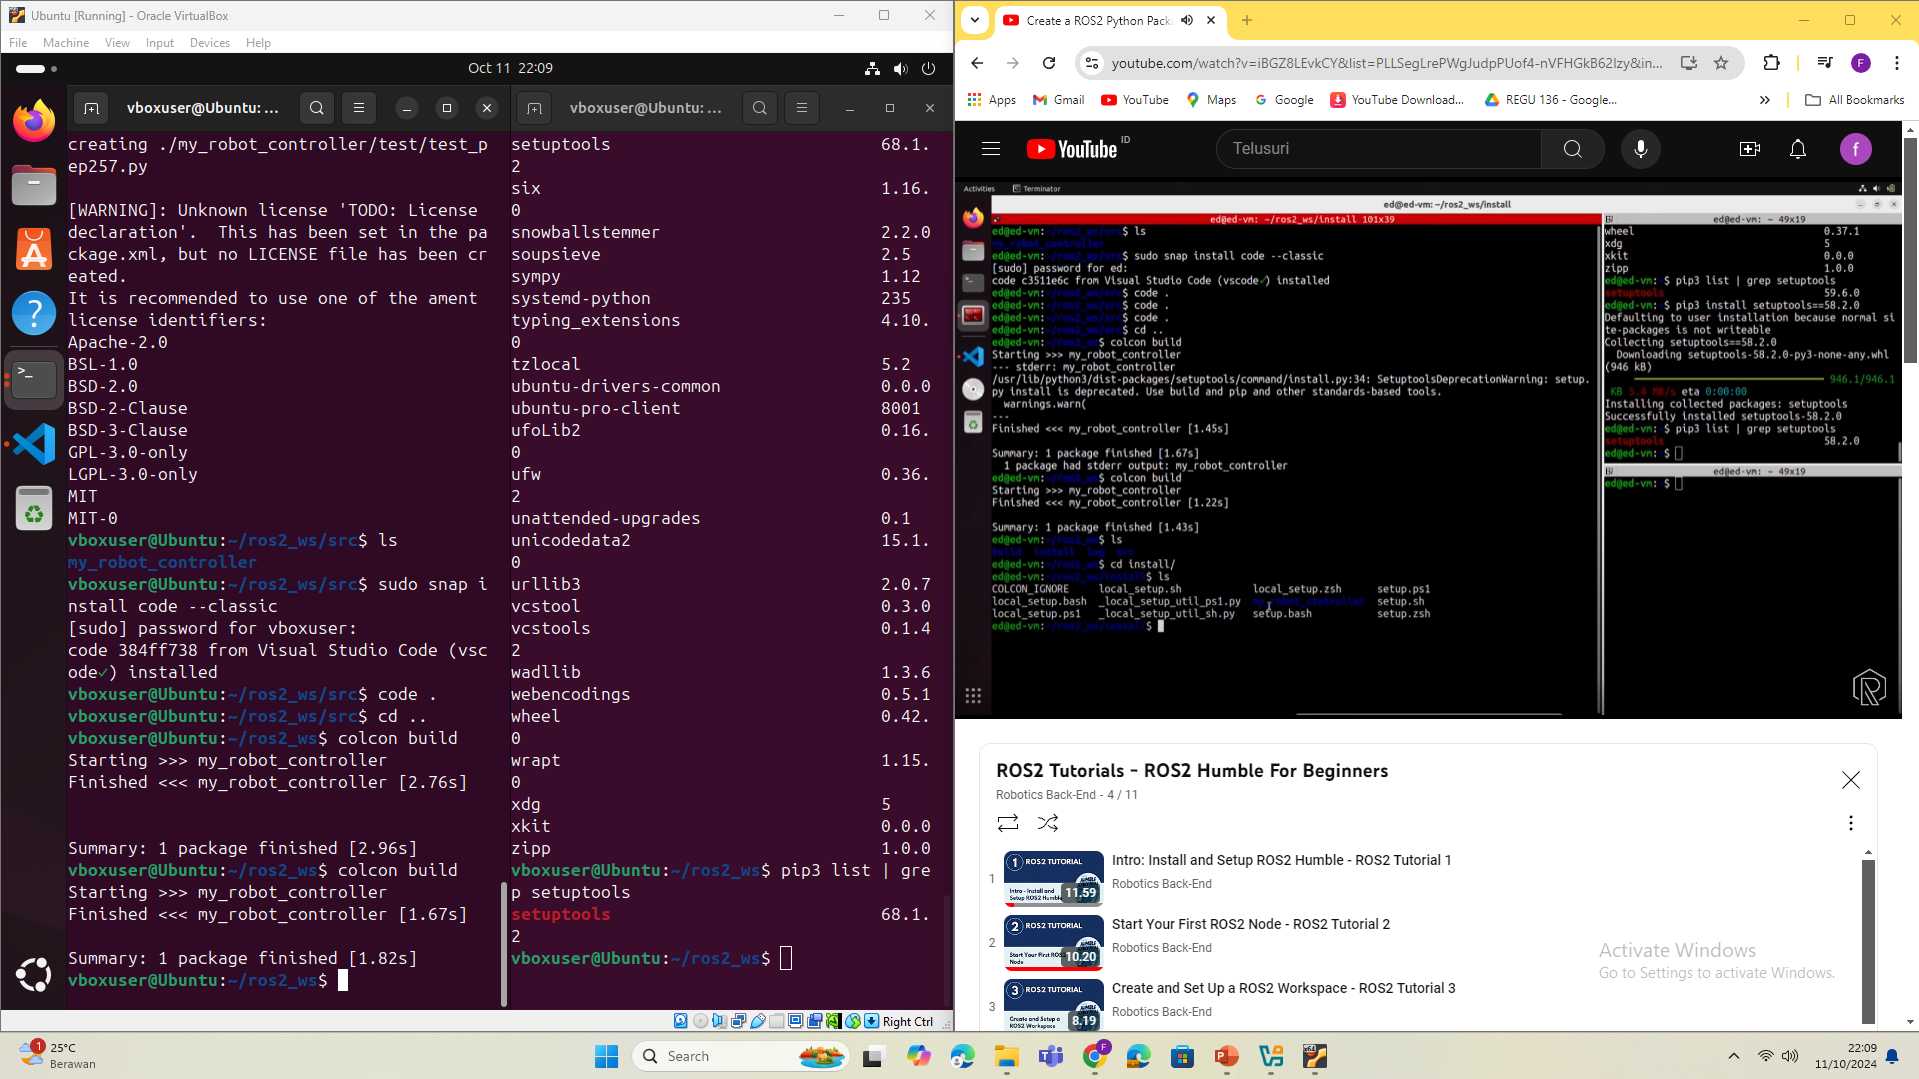 Ubuntu [Running] - Oracle VirtualBox
File Machine View Input Devices Help
Oct 11 22:09
vboxuser@Ubuntu: ...
creating ./my_robot_controller/test/test_p
ep257.py
[WARNING]: Unknown license 'TODO: License
declaration'.  This has been set in the pa
ckage.xml, but no LICENSE file has been cr
eated.
It is recommended to use one of the ament
license identifiers:
Apache-2.0
BSL-1.0
BSD-2.0
BSD-2-Clause
BSD-3-Clause
GPL-3.0-only
LGPL-3.0-only
MIT
MIT-0
vboxuser@Ubuntu:~/ros2_ws/src$ ls
my_robot_controller
vboxuser@Ubuntu:~/ros2_ws/src$ sudo snap i
nstall code --classic
[sudo] password for vboxuser:
code 384ff738 from Visual Studio Code (vsc
ode✓) installed
vboxuser@Ubuntu:~/ros2_ws/src$ code .
vboxuser@Ubuntu:~/ros2_ws/src$ cd ..
vboxuser@Ubuntu:~/ros2_ws$ colcon build
Starting >>> my_robot_controller
Finished <<< my_robot_controller [2.76s]
Summary: 1 package finished [2.96s]
vboxuser@Ubuntu:~/ros2_ws$ colcon build
Starting >>> my_robot_controller
Finished <<< my_robot_controller [1.67s]
Summary: 1 package finished [1.82s]
vboxuser@Ubuntu:~/ros2_ws$
vboxuser@Ubuntu: ...
setuptools 68.1.
2
six 1.16.
0
snowballstemmer 2.2.0
soupsieve 2.5
sympy 1.12
systemd-python 235
typing_extensions 4.10.
0
tzlocal 5.2
ubuntu-drivers-common 0.0.0
ubuntu-pro-client 8001
ufoLib2 0.16.
0
ufw 0.36.
2
unattended-upgrades 0.1
unicodedata2 15.1.
0
urllib3 2.0.7
vcstool 0.3.0
vcstools 0.1.4
2
wadllib 1.3.6
webencodings 0.5.1
wheel 0.42.
0
wrapt 1.15.
0
xdg 5
xkit 0.0.0
zipp 1.0.0
vboxuser@Ubuntu:~/ros2_ws$ pip3 list | gre
p setuptools
setuptools 68.1.
2
vboxuser@Ubuntu:~/ros2_ws$
Right Ctrl
Create a ROS2 Python Pack
youtube.com/watch?v=iBGZ8LEvkCY&list=PLLSegLrePWgJudpPUof4-nVFHGkB62Izy&in...
Apps Gmail YouTube Maps Google YouTube Download... REGU 136 - Google... All Bookmarks
YouTube ID
Telusuri
Activities Terminator
ed@ed-vm: ~/ros2_ws/install
ed@ed-vm: ~/ros2_ws/install 101x39
ed@ed-vm:~/ros2_ws/src$ ls
my_robot_controller
ed@ed-vm:~/ros2_ws/src$ sudo snap install code --classic
[sudo] password for ed:
code c3511e6c from Visual Studio Code (vscode✓) installed
ed@ed-vm:~/ros2_ws/src$ code .
ed@ed-vm:~/ros2_ws/src$ code .
ed@ed-vm:~/ros2_ws/src$ code .
ed@ed-vm:~/ros2_ws/src$ cd ..
ed@ed-vm:~/ros2_ws$ colcon build
Starting >>> my_robot_controller
--- stderr: my_robot_controller
/usr/lib/python3/dist-packages/setuptools/command/install.py:34: SetuptoolsDeprecationWarning: setup.
py install is deprecated. Use build and pip and other standards-based tools.
warnings.warn(
---
Finished <<< my_robot_controller [1.45s]
Summary: 1 package finished [1.67s]
1 package had stderr output: my_robot_controller
ed@ed-vm:~/ros2_ws$ colcon build
Starting >>> my_robot_controller
Finished <<< my_robot_controller [1.22s]
Summary: 1 package finished [1.43s]
ed@ed-vm:~/ros2_ws$ ls
build install log src
ed@ed-vm:~/ros2_ws$ cd install/
ed@ed-vm:~/ros2_ws/install$ ls
COLCON_IGNORE local_setup.sh local_setup.zsh setup.ps1
local_setup.bash _local_setup_util_ps1.py my_robot_controller setup.sh
local_setup.ps1 _local_setup_util_sh.py setup.bash setup.zsh
ed@ed-vm:~/ros2_ws/install$
ed@ed-vm: ~ 49x19
wheel 0.37.1
xdg 5
xkit 0.0.0
zipp 1.0.0
ed@ed-vm:~$ pip3 list | grep setuptools
setuptools 59.6.0
ed@ed-vm:~$ pip3 install setuptools==58.2.0
Defaulting to user installation because normal si
te-packages is not writeable
Collecting setuptools==58.2.0
Downloading setuptools-58.2.0-py3-none-any.whl
(946 kB)
946.1/946.1
KB 5.4 MB/s eta 0:00:00
Installing collected packages: setuptools
Successfully installed setuptools-58.2.0
ed@ed-vm:~$ pip3 list | grep setuptools
setuptools 58.2.0
ed@ed-vm:~$
ed@ed-vm: ~ 49x19
ed@ed-vm:~$
ROS2 Tutorials - ROS2 Humble For Beginners
Robotics Back-End - 4 / 11
1
1 ROS2 TUTORIAL
11.59
Intro: Install and Setup ROS2 Humble - ROS2 Tutorial 1
Robotics Back-End
2
2 ROS2 TUTORIAL
10.20
Start Your First ROS2 Node - ROS2 Tutorial 2
Robotics Back-End
3
3 ROS2 TUTORIAL
8.19
Create and Set Up a ROS2 Workspace - ROS2 Tutorial 3
Robotics Back-End
Activate Windows
Go to Settings to activate Windows.
1
25°C
Berawan
Search
22:09
11/10/2024